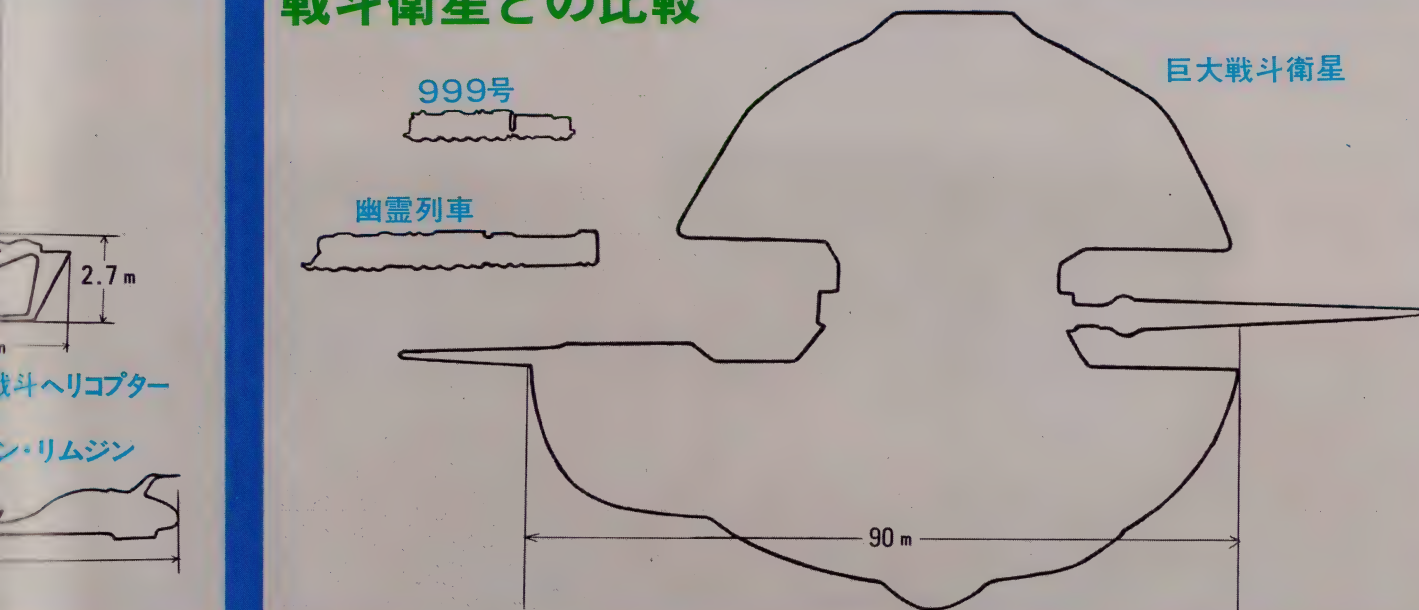 2.7m
m
戦斗ヘリコプター
ン・リムジン
戦斗衛星との比較
999号
幽霊列車
巨大戦斗衛星
90m